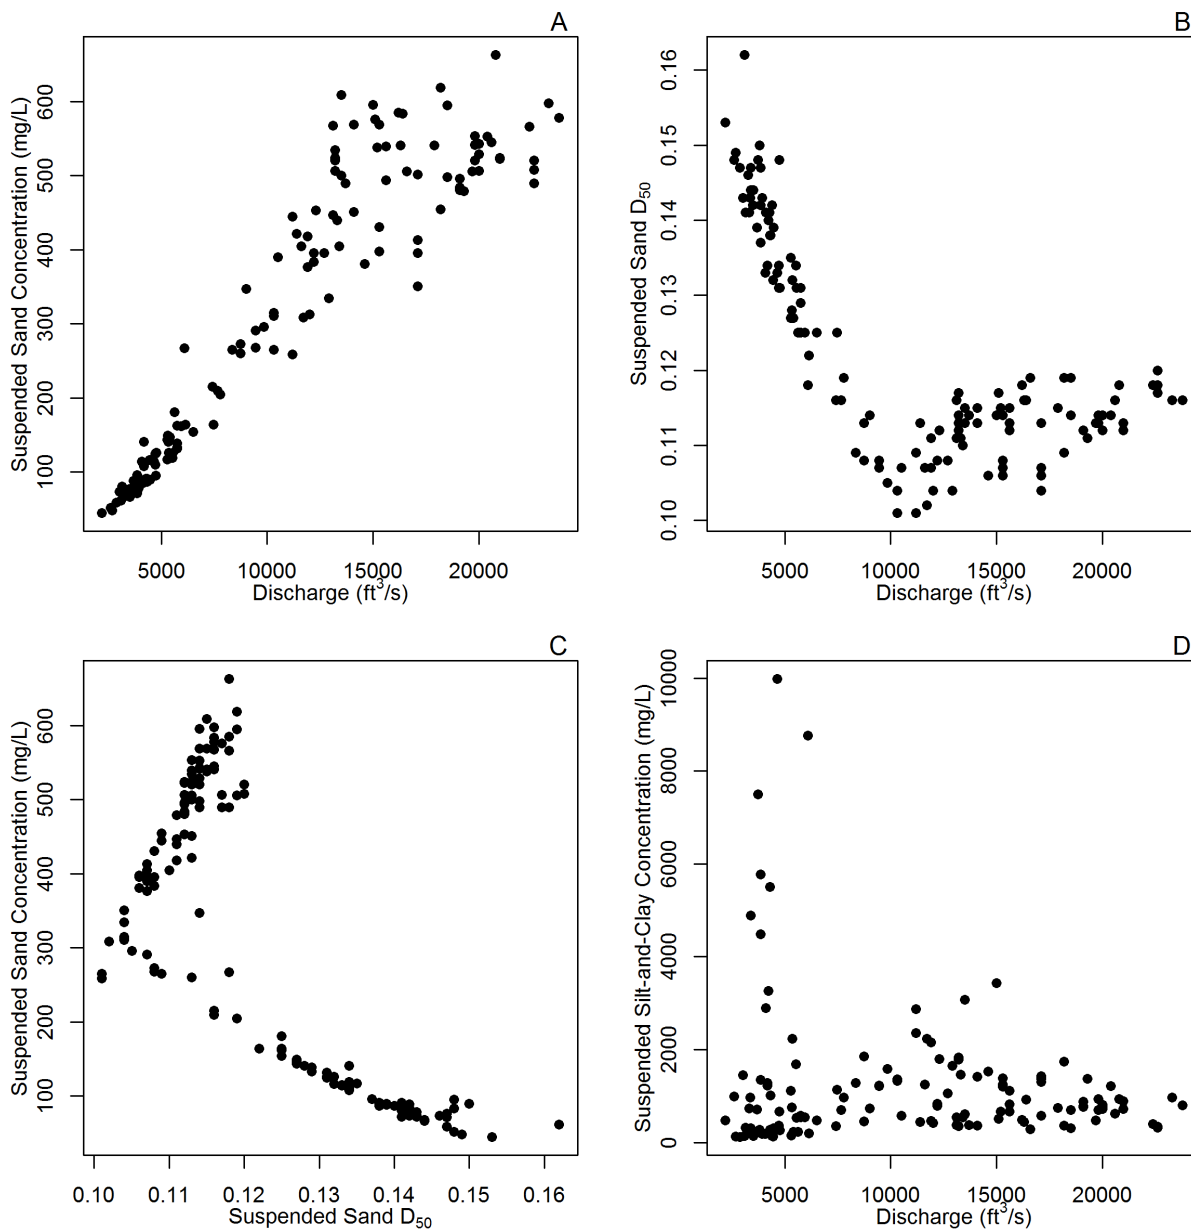 A
Suspended Sand Concentration (mg/L)
100 200 300 400 500 600
5000 10000 15000 20000
Discharge (ft³/s)
B
Suspended Sand D₅₀
0.10 0.11 0.12 0.13 0.14 0.15 0.16
5000 10000 15000 20000
Discharge (ft³/s)
C
Suspended Sand Concentration (mg/L)
100 200 300 400 500 600
0.10 0.11 0.12 0.13 0.14 0.15 0.16
Suspended Sand D₅₀
D
Suspended Silt-and-Clay Concentration (mg/L)
0 2000 4000 6000 8000 10000
5000 10000 15000 20000
Discharge (ft³/s)